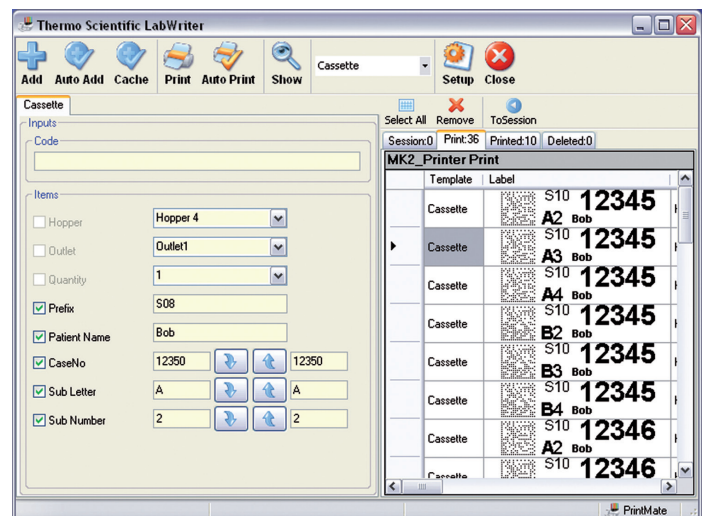 Thermo Scientific LabWriter
Add Auto Add Cache Print Auto Print Show Cassette Setup Close
Cassette
Inputs
Code
Items
Hopper Hopper 4
Outlet Outlet1
Quantity 1
Prefix S08
Patient Name Bob
CaseNo 12350 12350
Sub Letter A A
Sub Number 2 2
Select All Remove ToSession
Session:0 Print:36 Printed:10 Deleted:0
MK2_Printer Print
Template Label
Cassette S10 12345
A2 Bob
Cassette S10 12345
A3 Bob
Cassette S10 12345
A4 Bob
Cassette S10 12345
B2 Bob
Cassette S10 12345
B3 Bob
Cassette S10 12345
B4 Bob
Cassette S10 12346
A2 Bob
Cassette S10 12346
PrintMate